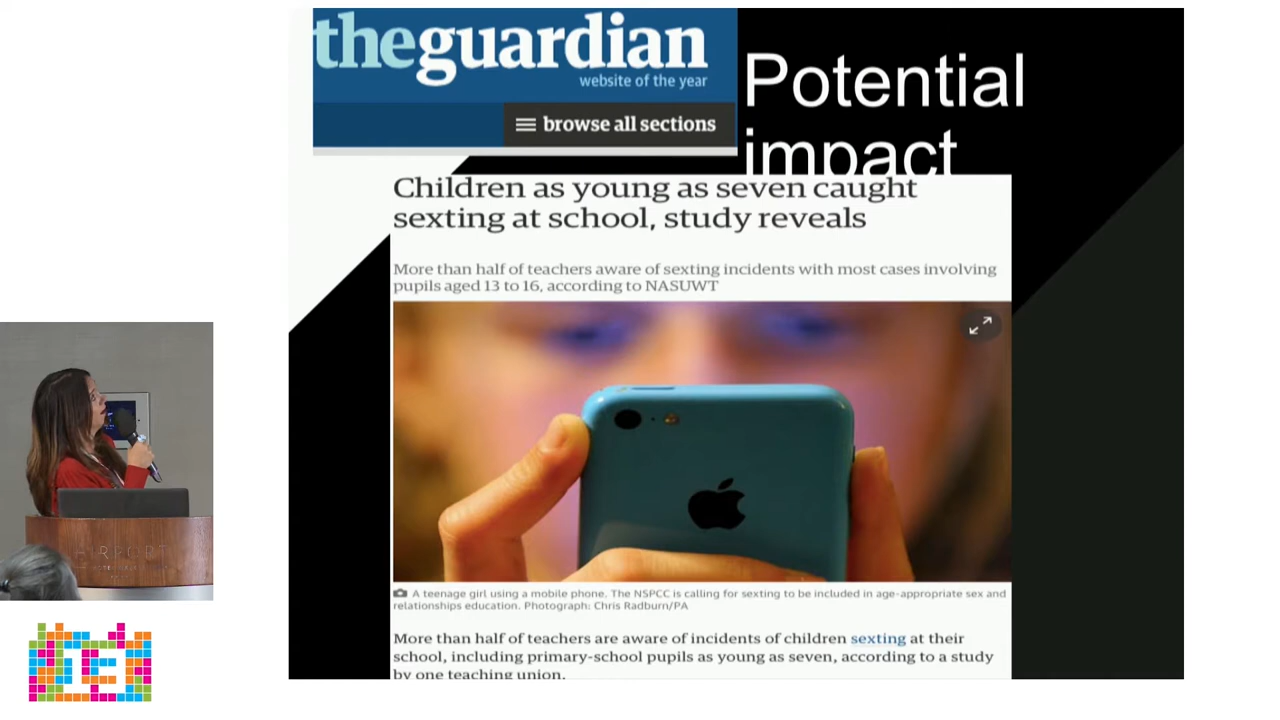 theguardian
website of the year
browse all sections
Potential
impact
Children as young as seven caught
sexting at school, study reveals
More than half of teachers aware of sexting incidents with most cases involving
pupils aged 13 to 16, according to NASUWT
A teenage girl using a mobile phone. The NSPCC is calling for sexting to be included in age-appropriate sex and
relationships education. Photograph: Chris Radburn/PA
More than half of teachers are aware of incidents of children sexting at their
school, including primary-school pupils as young as seven, according to a study
by one teaching union.
AIRPORT